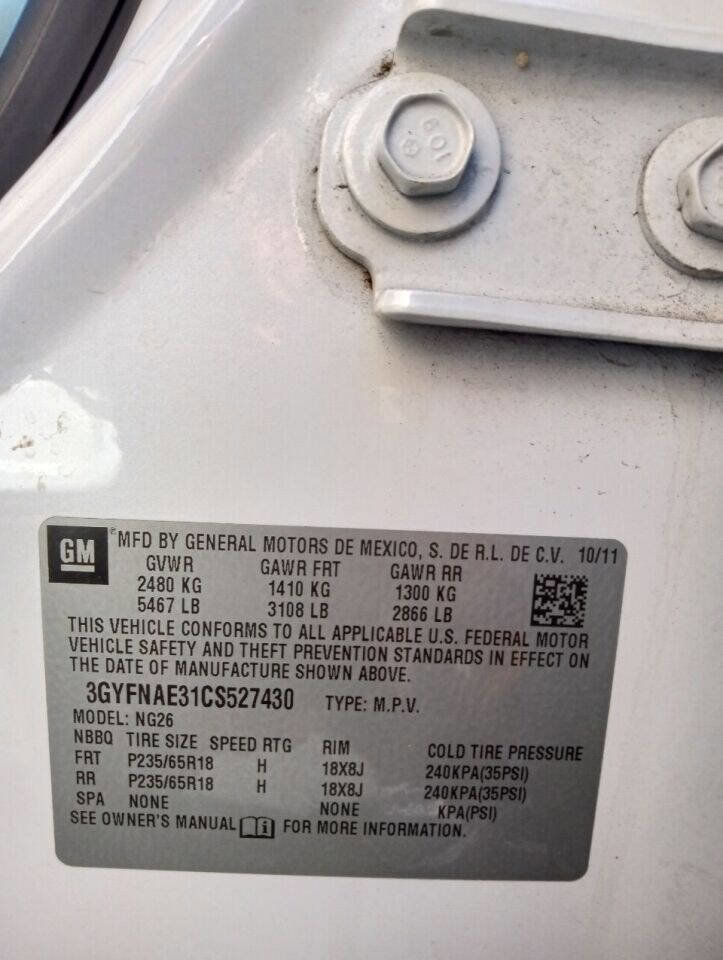 109
GM ® MFD BY GENERAL MOTORS DE MEXICO, S. DE R.L. DE C.V. 10/11
GVWR GAWR FRT GAWR RR
2480 KG 1410 KG 1300 KG
5467 LB 3108 LB 2866 LB
THIS VEHICLE CONFORMS TO ALL APPLICABLE U.S. FEDERAL MOTOR
VEHICLE SAFETY AND THEFT PREVENTION STANDARDS IN EFFECT ON
THE DATE OF MANUFACTURE SHOWN ABOVE.
3GYFNAE31CS527430 TYPE: M.P.V.
MODEL: NG26
NBBQ TIRE SIZE SPEED RTG RIM COLD TIRE PRESSURE
FRT P235/65R18 H 18X8J 240KPA(35PSI)
RR P235/65R18 H 18X8J 240KPA(35PSI)
SPA NONE NONE KPA(PSI)
SEE OWNER'S MANUAL FOR MORE INFORMATION.